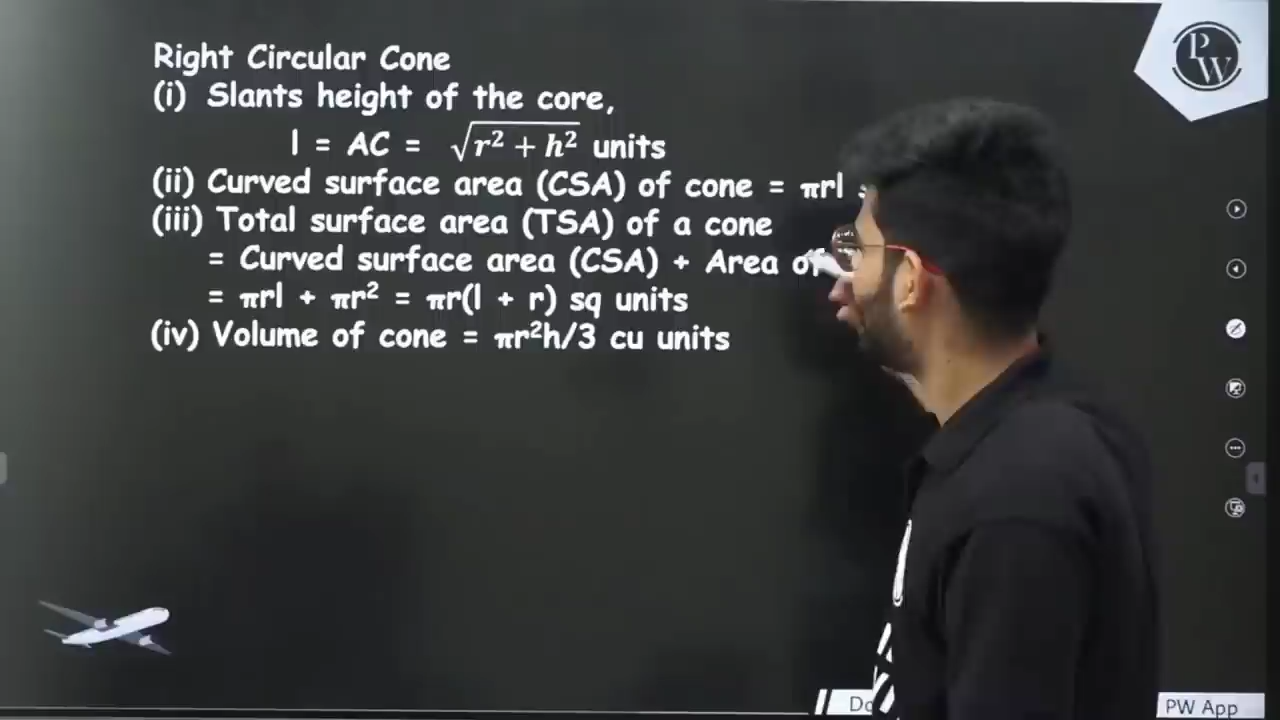 Right Circular Cone
(i) Slants height of the core,
l = AC = √r² + h² units
(ii) Curved surface area (CSA) of cone = πrl
(iii) Total surface area (TSA) of a cone
= Curved surface area (CSA) + Area of
= πrl + πr² = πr(l + r) sq units
(iv) Volume of cone = πr²h/3 cu units
PW
PW App